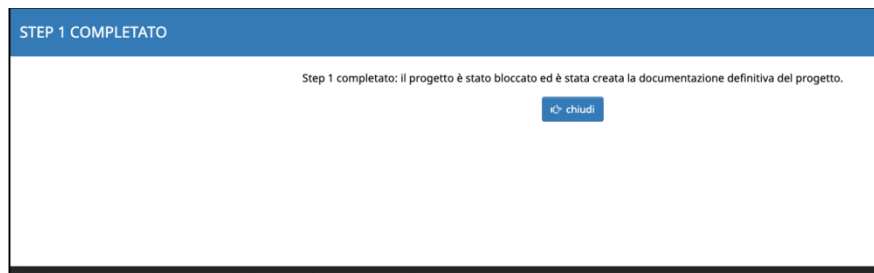 STEP 1 COMPLETATO
Step 1 completato: il progetto è stato bloccato ed è stata creata la documentazione definitiva del progetto.
chiudi